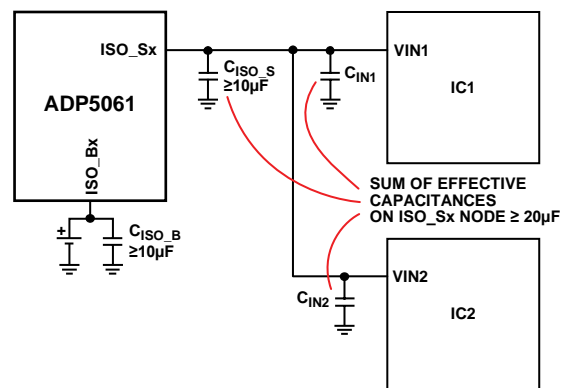 ISO_Sx
ADP5061
ISO_Bx
+
CISO_B
≥10µF
CISO_S
≥10µF
CIN1
VIN1
IC1
SUM OF EFFECTIVE
CAPACITANCES
ON ISO_Sx NODE ≥ 20µF
CIN2
VIN2
IC2